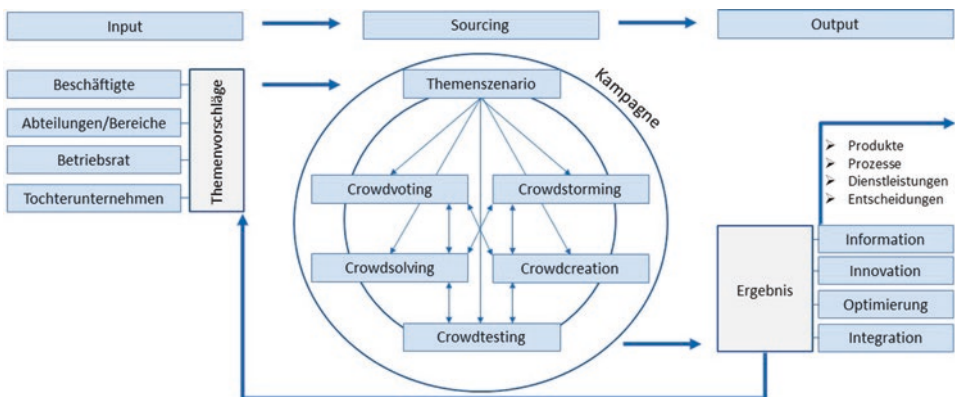 Input
Sourcing
Output
Beschäftigte
Abteilungen/Bereiche
Betriebsrat
Tochterunternehmen
Themenvorschläge
Kampagne
Themenszenario
Crowdvoting
Crowdstorming
Crowdsolving
Crowdcreation
Crowdtesting
Produkte
Prozesse
Dienstleistungen
Entscheidungen
Ergebnis
Information
Innovation
Optimierung
Integration